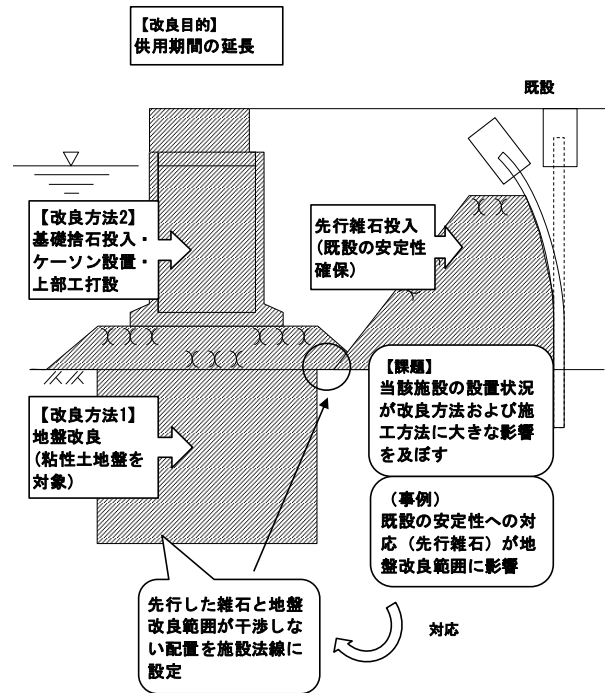 【改良目的】
供用期間の延長
既設
【改良方法2】
基礎捨石投入・
ケーソン設置・
上部工打設
先行雑石投入
(既設の安定性
確保)
【改良方法1】
地盤改良
(粘性土地盤を
対象)
【課題】
当該施設の設置状況
が改良方法および施
工方法に大きな影響
を及ぼす
(事例)
既設の安定性への対
応(先行雑石)が地
盤改良範囲に影響
先行した雑石と地盤
改良範囲が干渉しな
い配置を施設法線に
設定
対応